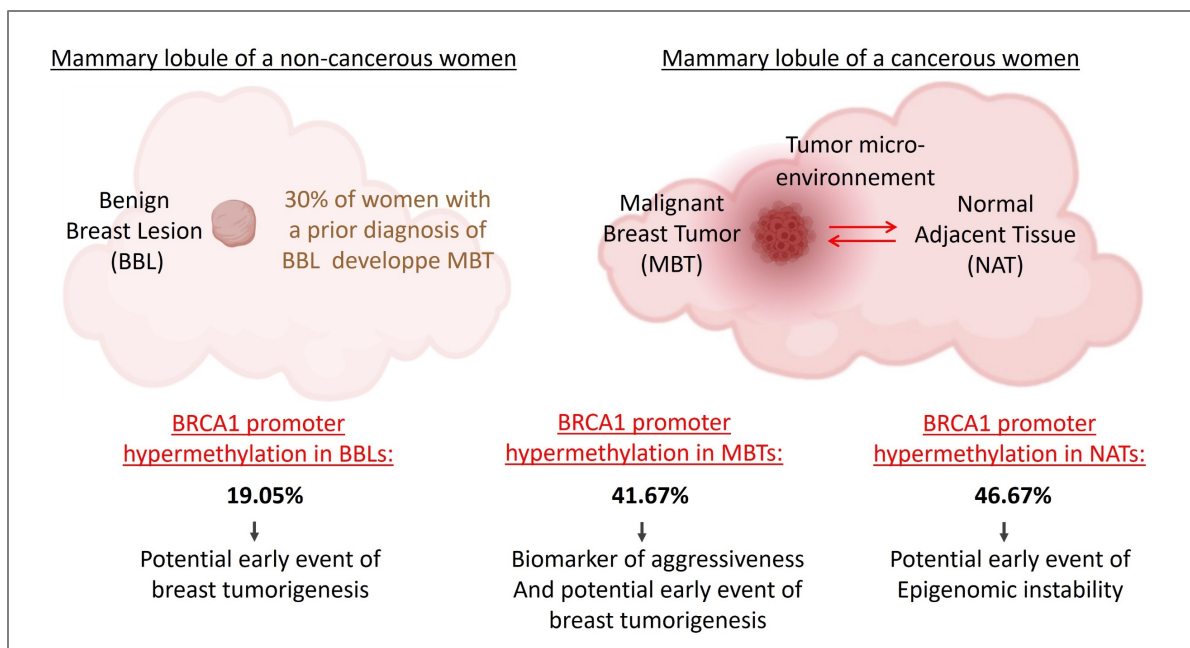 Mammary lobule of a non-cancerous women
Benign
Breast Lesion
(BBL)
30% of women with
a prior diagnosis of
BBL developpe MBT
Mammary lobule of a cancerous women
Tumor micro-
environnement
Malignant
Breast Tumor
(MBT)
Normal
Adjacent Tissue
(NAT)
BRCA1 promoter
hypermethylation in BBLs:
19.05%
Potential early event of
breast tumorigenesis
BRCA1 promoter
hypermethylation in MBTs:
41.67%
Biomarker of aggressiveness
And potential early event of
breast tumorigenesis
BRCA1 promoter
hypermethylation in NATs:
46.67%
Potential early event of
Epigenomic instability